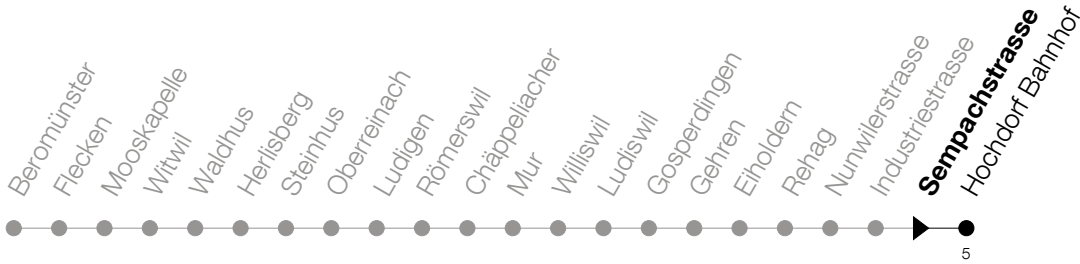 Beromünster
Flecken
Mooskapelle
Witwil
Waldhus
Herlisberg
Steinhus
Oberreinach
Ludigen
Römerswil
Chäppeliacher
Mur
Williswil
Ludiswil
Gosperdingen
Gehren
Eiholdern
Rehag
Nunwilerstrasse
Industriestrasse
Sempachstrasse
Hochdorf Bahnhof
5